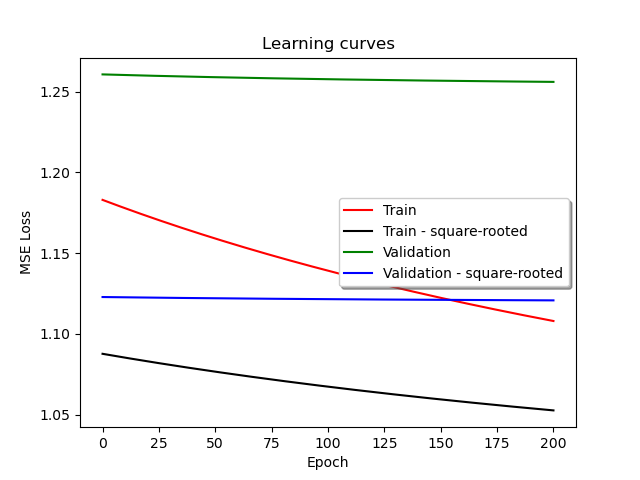 Learning curves
MSE Loss
1.25
1.20
1.15
1.10
1.05
Train
Train - square-rooted
Validation
Validation - square-rooted
0 25 50 75 100 125 150 175 200
Epoch